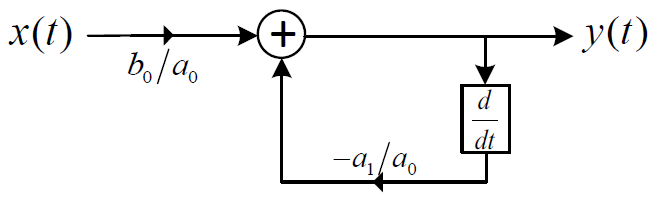 x(t)
+
y(t)
b₀/a₀
d
dt
−a₁/a₀